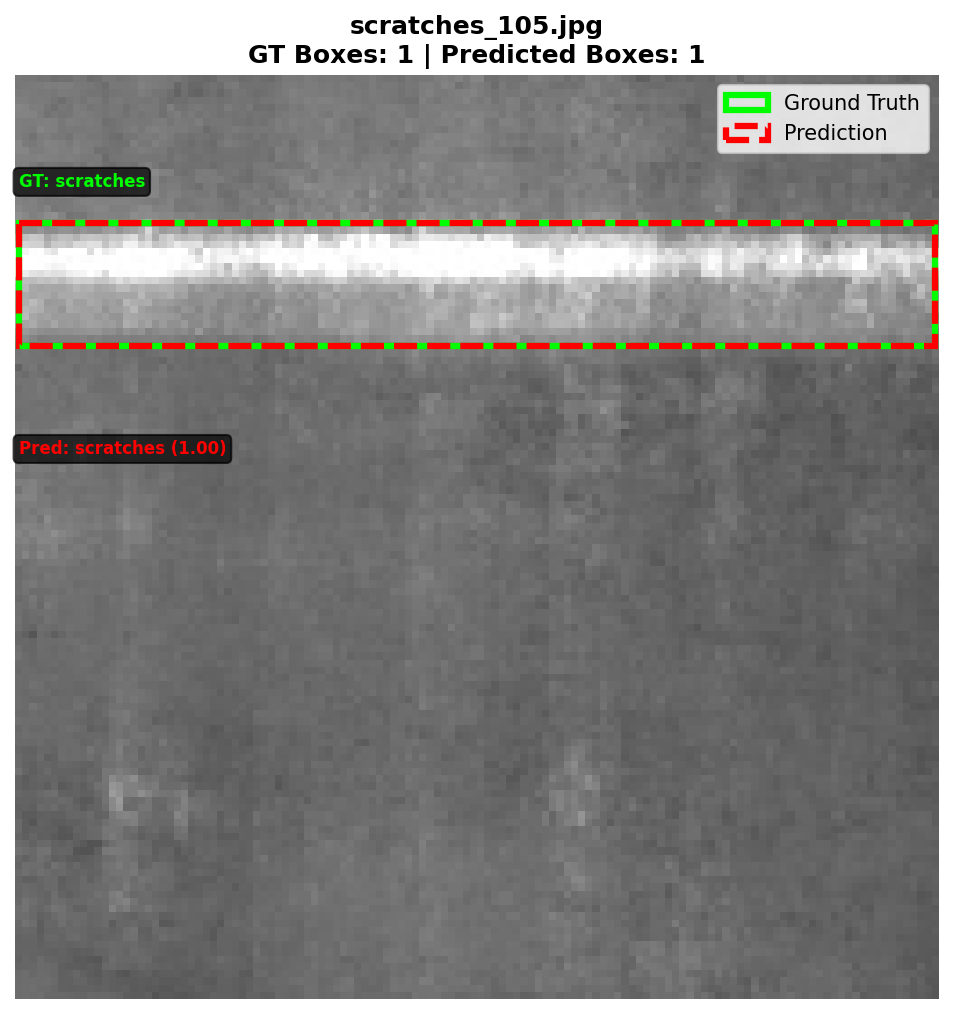 scratches_105.jpg
GT Boxes: 1 | Predicted Boxes: 1
Ground Truth
Prediction
GT: scratches
Pred: scratches (1.00)